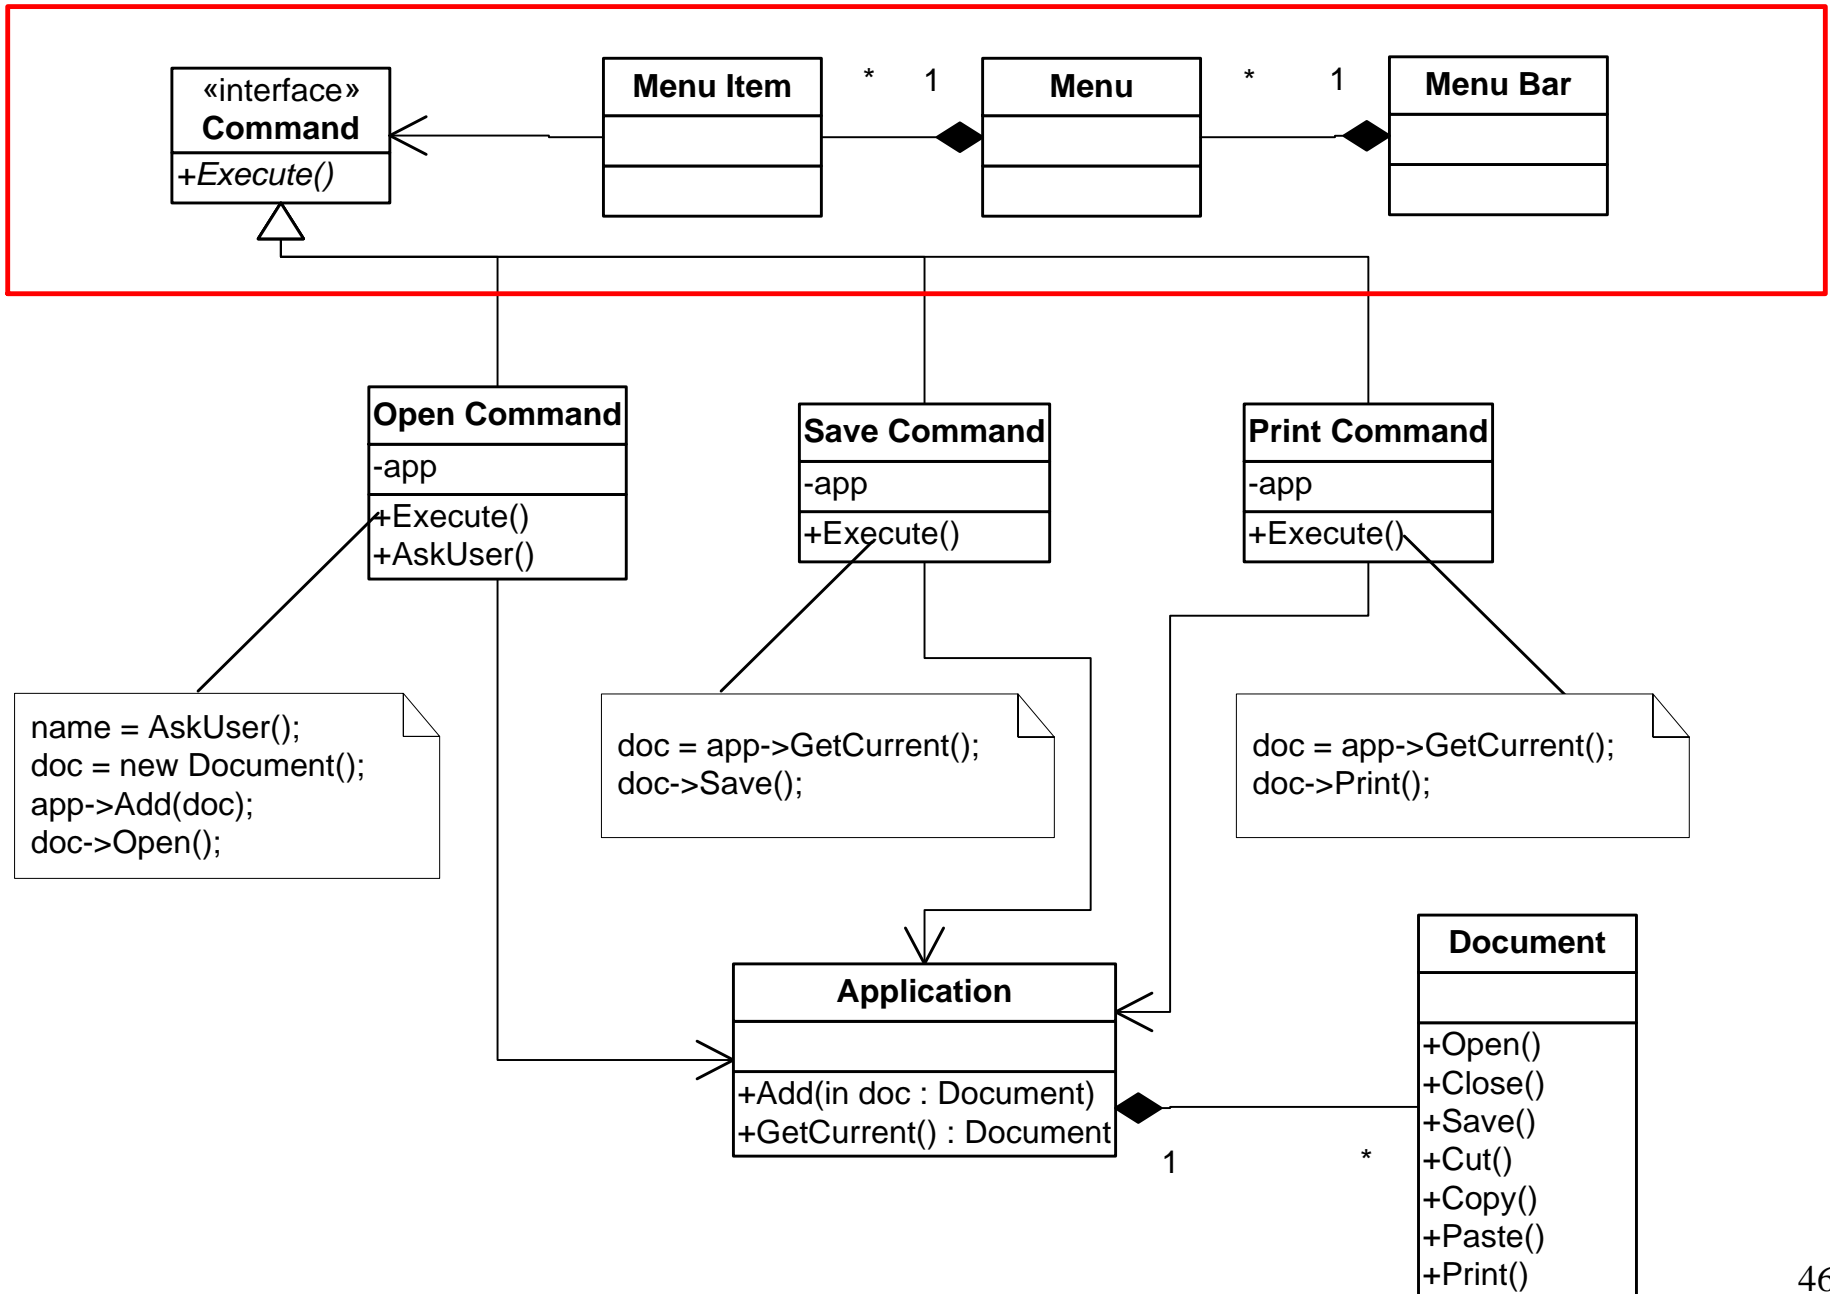 «interface»
Command
+Execute()
Menu Item
* 1
Menu
* 1
Menu Bar
Open Command
-app
+Execute()
+AskUser()
Save Command
-app
+Execute()
Print Command
-app
+Execute()
name = AskUser();
doc = new Document();
app->Add(doc);
doc->Open();
doc = app->GetCurrent();
doc->Save();
doc = app->GetCurrent();
doc->Print();
Application
+Add(in doc : Document)
+GetCurrent() : Document
1 *
Document
+Open()
+Close()
+Save()
+Cut()
+Copy()
+Paste()
+Print()
46